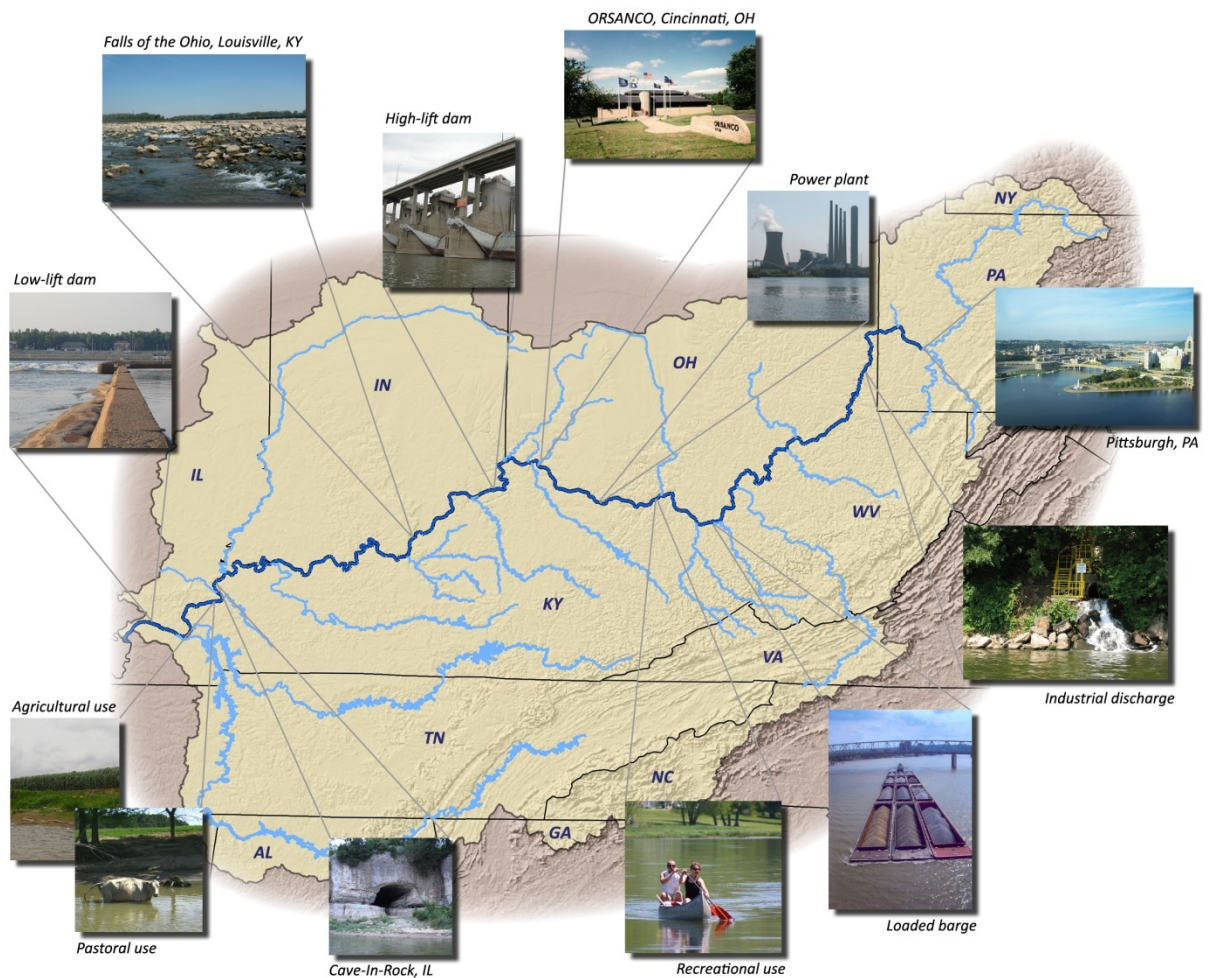 ORSANCO, Cincinnati, OH
Falls of the Ohio, Louisville, KY
High-lift dam
ORSANCO
Power plant
NY
Low-lift dam
PA
OH
IN
Pittsburgh, PA
IL
WV
KY
VA
Industrial discharge
Agricultural use
TN
NC
GA
AL
Loaded barge
Pastoral use
Cave-In-Rock, IL
Recreational use